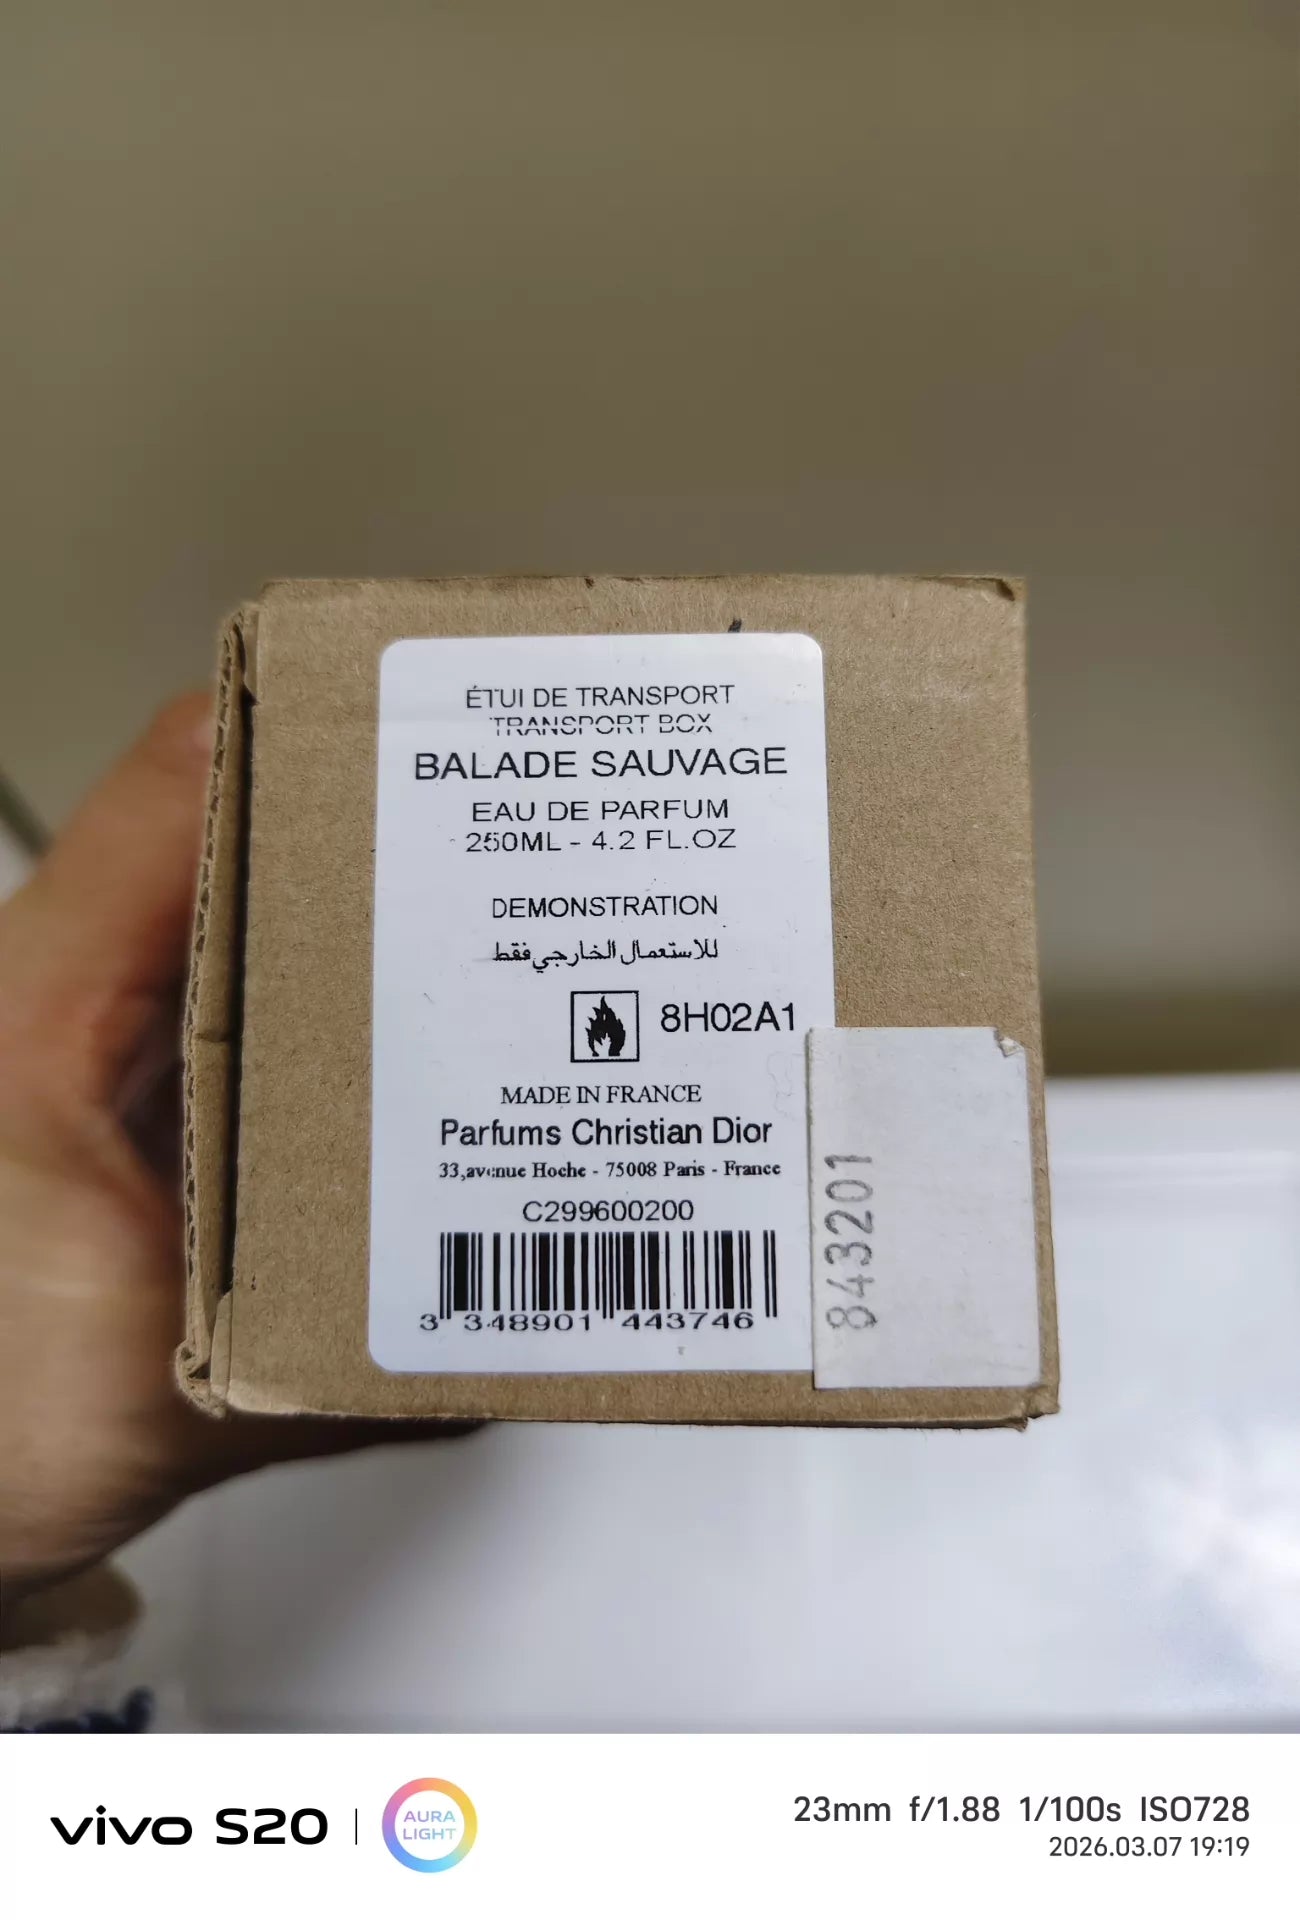 ÉTUI DE TRANSPORT
TRANSPORT BOX
BALADE SAUVAGE
EAU DE PARFUM
250ML - 4.2 FL.OZ
DEMONSTRATION
للاستعمال الخارجي فقط
8H02A1
MADE IN FRANCE
Parfums Christian Dior
33,avenue Hoche - 75008 Paris - France
C299600200
3 348901 443746
843201
vivo S20
AURA
LIGHT
23mm f/1.88 1/100s ISO728
2026.03.07 19:19